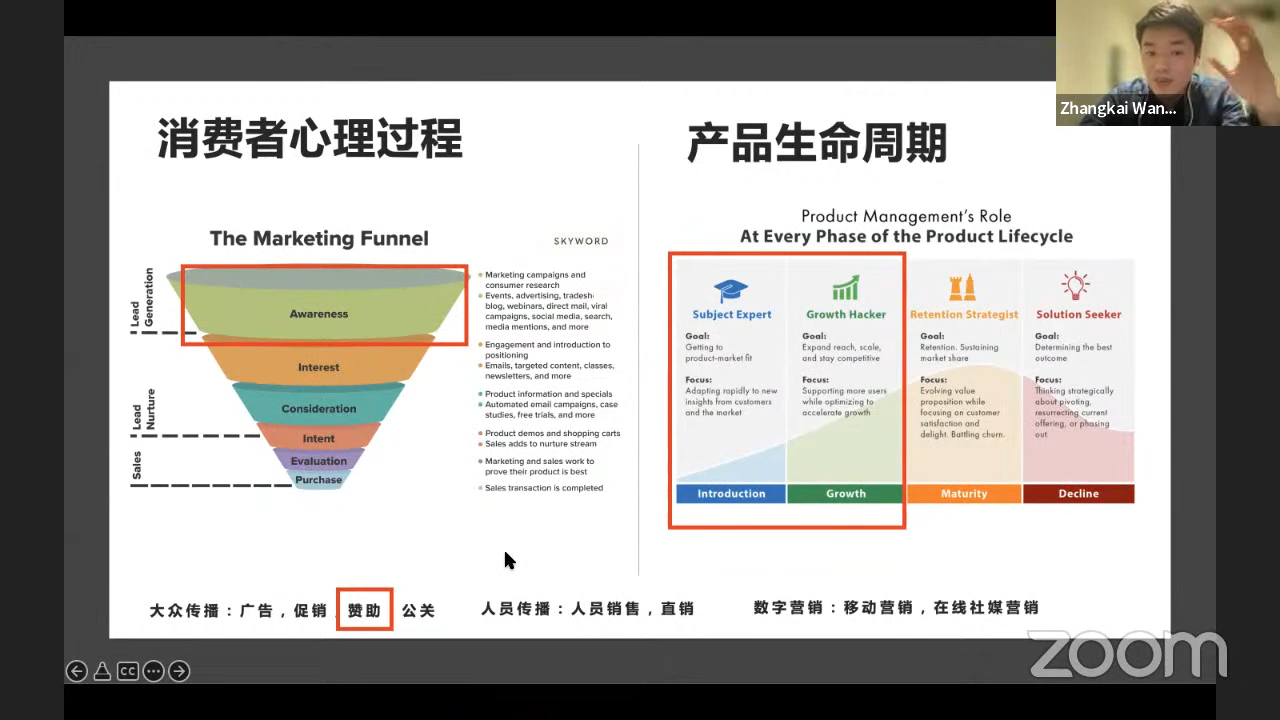 Zhangkai Wan...
消费者心理过程
The Marketing Funnel
SKYWORD
Lead
Generation
Lead
Nurture
Sales
Awareness
Interest
Consideration
Intent
Evaluation
Purchase
Marketing campaigns and
consumer research
Events, advertising, tradesh
blog, webinars, direct mail, viral
campaigns, social media, search,
media mentions, and more
Engagement and introduction to
positioning
Emails, targeted content, classes,
newsletters, and more
Product information and specials
Automated email campaigns, case
studies, free trials, and more
Product demos and shopping carts
Sales adds to nurture stream
Marketing and sales work to
prove their product is best
Sales transaction is completed
产品生命周期
Product Management's Role
At Every Phase of the Product Lifecycle
Subject Expert
Goal:
Getting to
product-market fit
Focus:
Adapting rapidly to new
insights from customers
and the market
Introduction
Growth Hacker
Goal:
Expand reach, scale,
and stay competitive
Focus:
Supporting more users
while optimizing to
accelerate growth
Growth
Retention Strategist
Goal:
Retention. Sustaining
market share
Focus:
Evolving value
proposition while
focusing on customer
satisfaction and
delight. Battling churn.
Maturity
Solution Seeker
Goal:
Determining the best
outcome
Focus:
Thinking strategically
about pivoting,
resurrecting current
offering, or phasing
out.
Decline
大众传播：广告，促销 赞助 公关
人员传播：人员销售，直销
数字营销：移动营销，在线社媒营销
CC
zoom